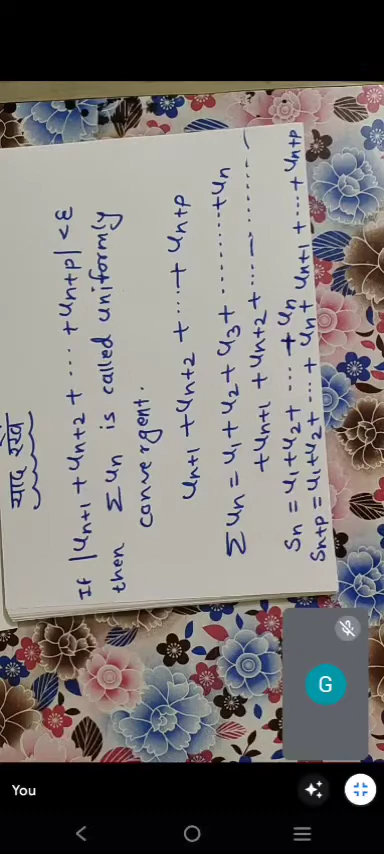 याद रखें
If |un+1 + un+2 + ... + un+p| < ε
then Σ un is called uniformly
convergent.
un+1 + un+2 + ... + un+p
Σ un = u1 + u2 + u3 + ........ + un
+ un+1 + un+2 + ... — .......
Sn = u1 + u2 + ... + un
Sn+p = u1 + u2 + ... + un + un+1 + ... + un+p
G
You